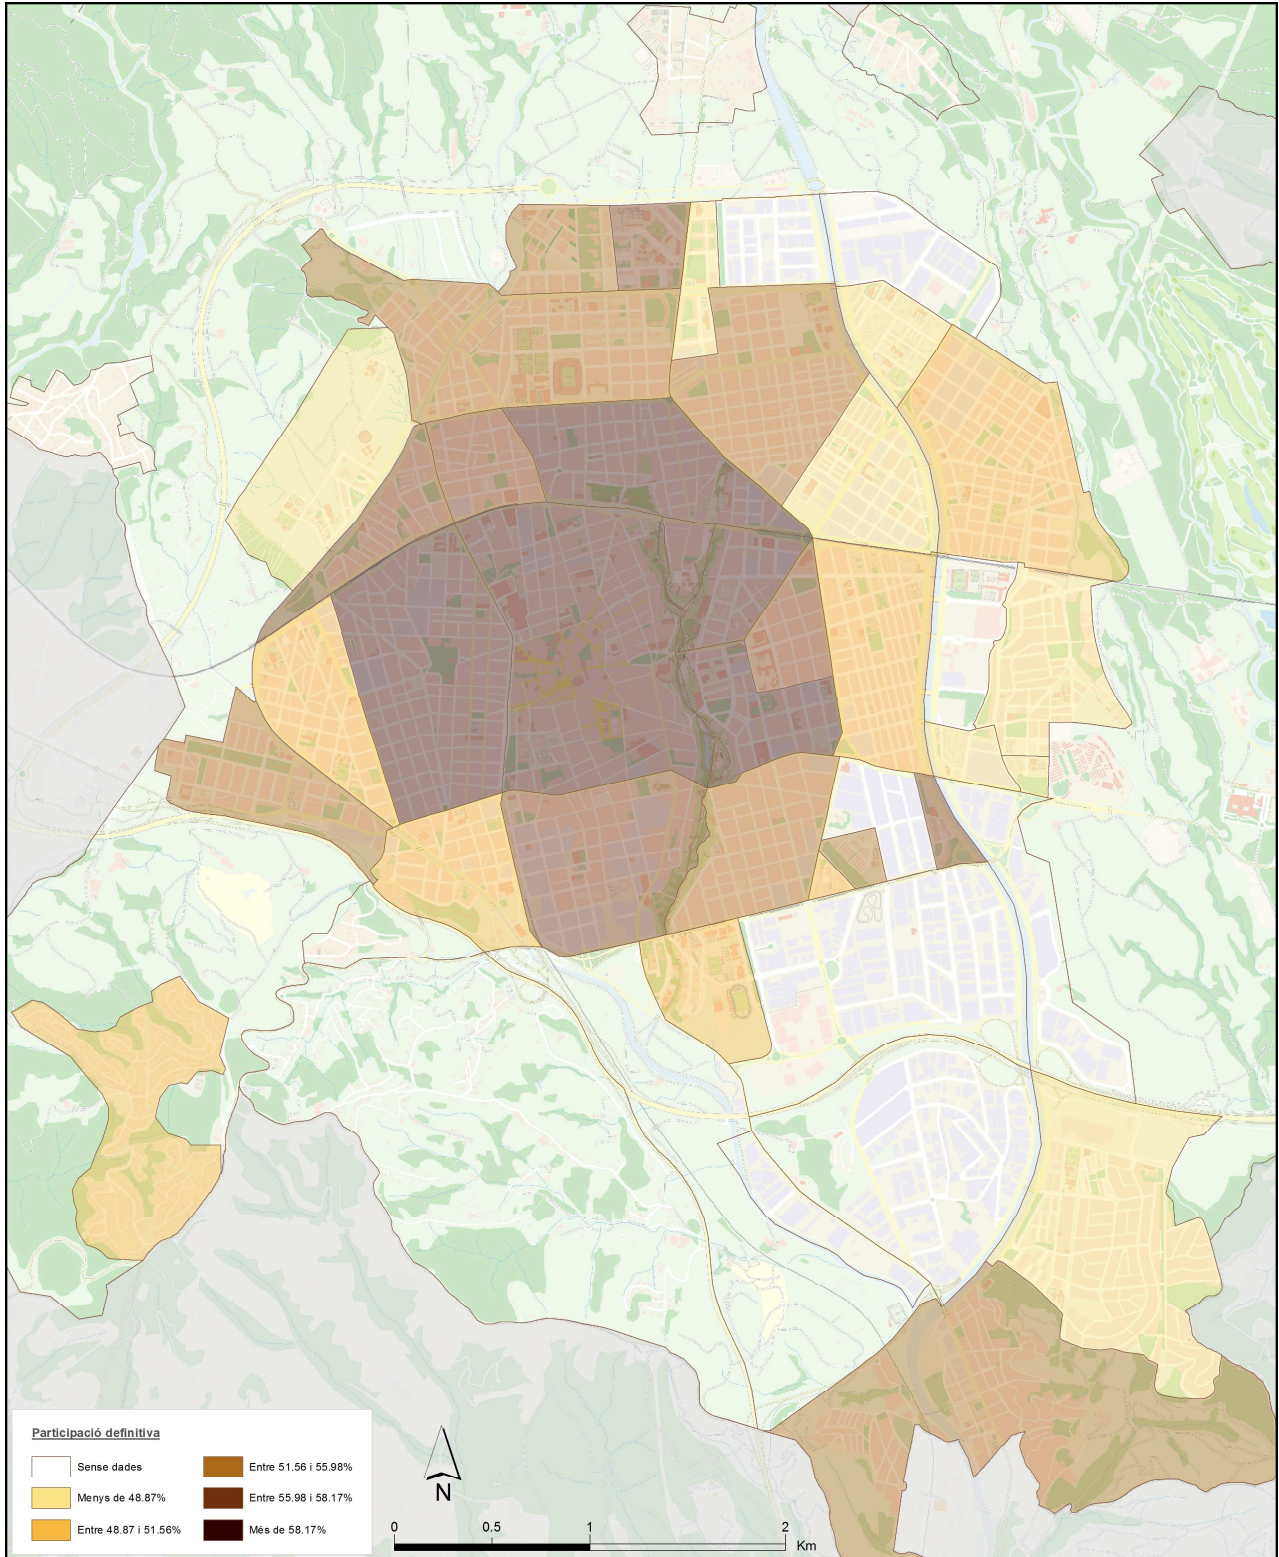 Participació definitiva
Sense dades
Menys de 48.87%
Entre 48.87 i 51.56%
Entre 51.56 i 55.98%
Entre 55.98 i 58.17%
Més de 58.17%
N
0 0.5 1 2
Km